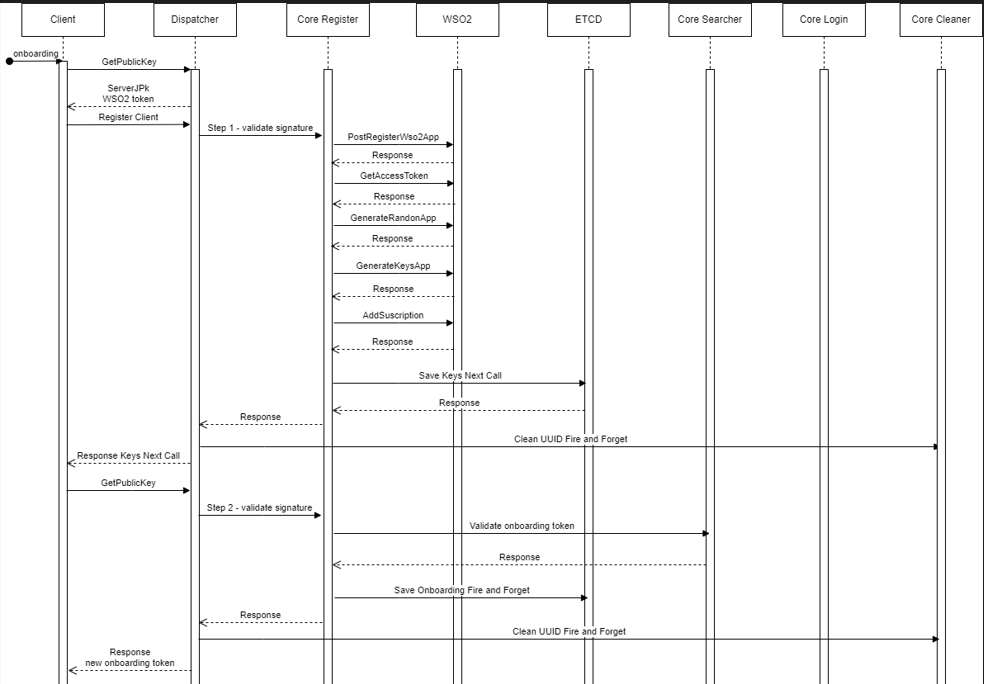 Client
Dispatcher
Core Register
WSO2
ETCD
Core Searcher
Core Login
Core Cleaner
onboarding
GetPublicKey
ServerJPk
WSO2 token
Register Client
Step 1 - validate signature
PostRegisterWso2App
Response
GetAccessToken
Response
GenerateRandonApp
Response
GenerateKeysApp
Response
AddSuscription
Response
Save Keys Next Call
Response
Response
Clean UUID Fire and Forget
Response Keys Next Call
GetPublicKey
Step 2 - validate signature
Validate onboarding token
Response
Save Onboarding Fire and Forget
Response
Clean UUID Fire and Forget
Response
new onboarding token